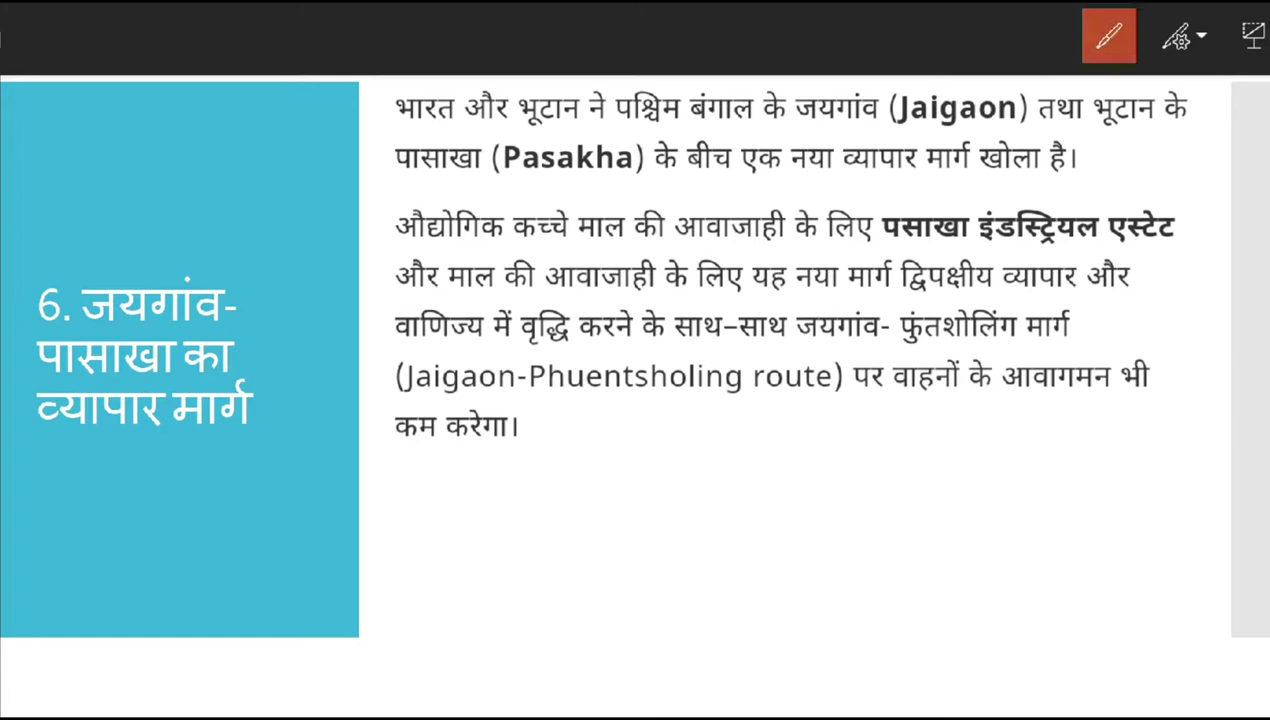 6. जयगांव-
पासाखा का
व्यापार मार्ग
भारत और भूटान ने पश्चिम बंगाल के जयगांव (Jaigaon) तथा भूटान के
पासाखा (Pasakha) के बीच एक नया व्यापार मार्ग खोला है।
औद्योगिक कच्चे माल की आवाजाही के लिए पसाखा इंडस्ट्रियल एस्टेट
और माल की आवाजाही के लिए यह नया मार्ग द्विपक्षीय व्यापार और
वाणिज्य में वृद्धि करने के साथ–साथ जयगांव- फुंतशोलिंग मार्ग
(Jaigaon-Phuentsholing route) पर वाहनों के आवागमन भी
कम करेगा।